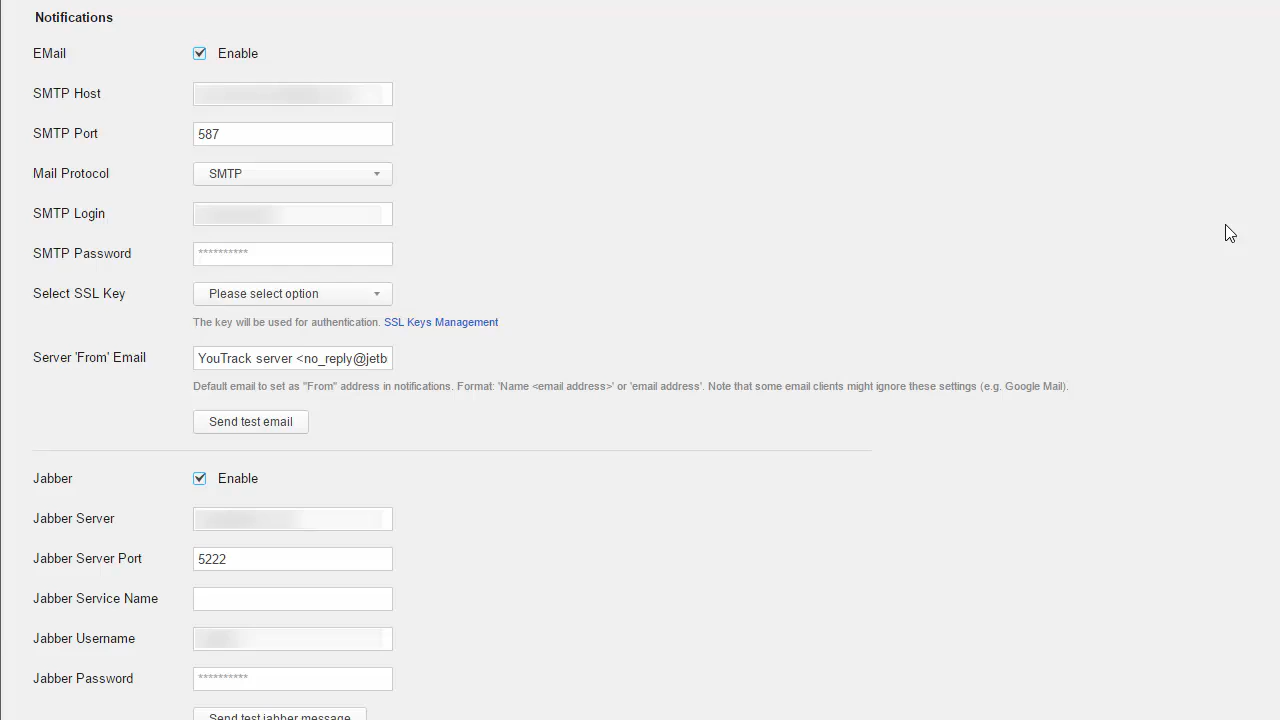 Notifications
EMail Enable
SMTP Host
SMTP Port 587
Mail Protocol SMTP
SMTP Login
SMTP Password **********
Select SSL Key Please select option
The key will be used for authentication. SSL Keys Management
Server 'From' Email YouTrack server <no_reply@jetb
Default email to set as "From" address in notifications. Format: 'Name <email address>' or 'email address'. Note that some email clients might ignore these settings (e.g. Google Mail).
Send test email
Jabber Enable
Jabber Server
Jabber Server Port 5222
Jabber Service Name
Jabber Username
Jabber Password **********
Send test jabber message